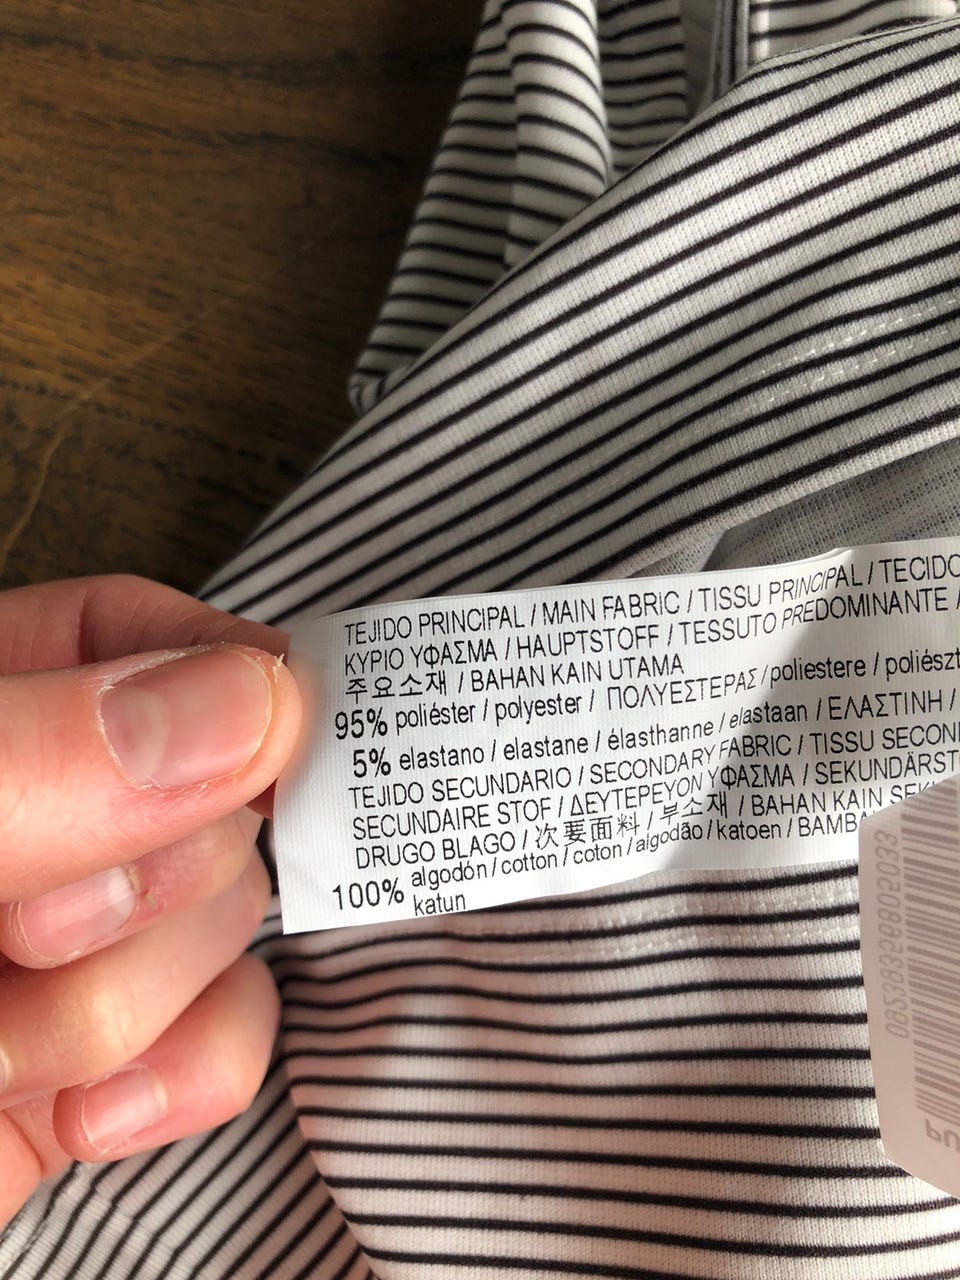 TEJIDO PRINCIPAL / MAIN FABRIC / TISSU PRINCIPAL / TECIDO
ΚΥΡΙΟ ΥΦΑΣΜΑ / HAUPTSTOFF / TESSUTO PREDOMINANTE /
주요소재 / BAHAN KAIN UTAMA
95% poliéster / polyester / ΠΟΛΥΕΣΤΕΡΑΣ / poliestere / poliészt
5% elastano / elastane / élasthanne / elastaan / ΕΛΑΣΤΙΝΗ /
TEJIDO SECUNDARIO / SECONDARY FABRIC / TISSU SECON
SECUNDAIRE STOF / ΔΕΥΤΕΡΕΥΟΝ ΥΦΑΣΜΑ / SEKUNDÄRST
DRUGO BLAGO / 次要面料 / 부소재 / BAHAN KAIN SEK
100% algodón / cotton / coton / algodão / katoen / BAMBA
katun